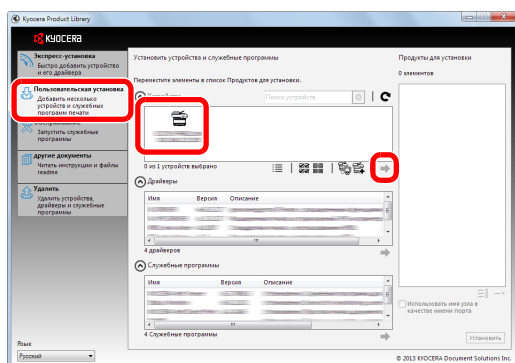 Kyocera Product Library
KYOCERA
Экспресс-установка
Быстро добавить устройство
и его драйвера
Пользовательская установка
Добавить несколько
устройств и служебных
программ печати
Обслуживание
Запустить служебные
программы
Другие документы
Читать инструкции и файлы
readme
Удалить
Удалить устройства,
драйверы и служебные
программы
Язык
Русский
Установить устройства и служебные программы
Переместите элементы в список Продуктов для установки.
Устройства
Поиск устройств
0 из 1 устройств выбрано
Драйверы
Имя Версия Описание
4 драйверов
Служебные программы
Имя Версия Описание
4 Служебные программы
Продукты для установки
0 элементов
Использовать имя узла в
качестве имени порта
Установить
© 2013 KYOCERA Document Solutions Inc.